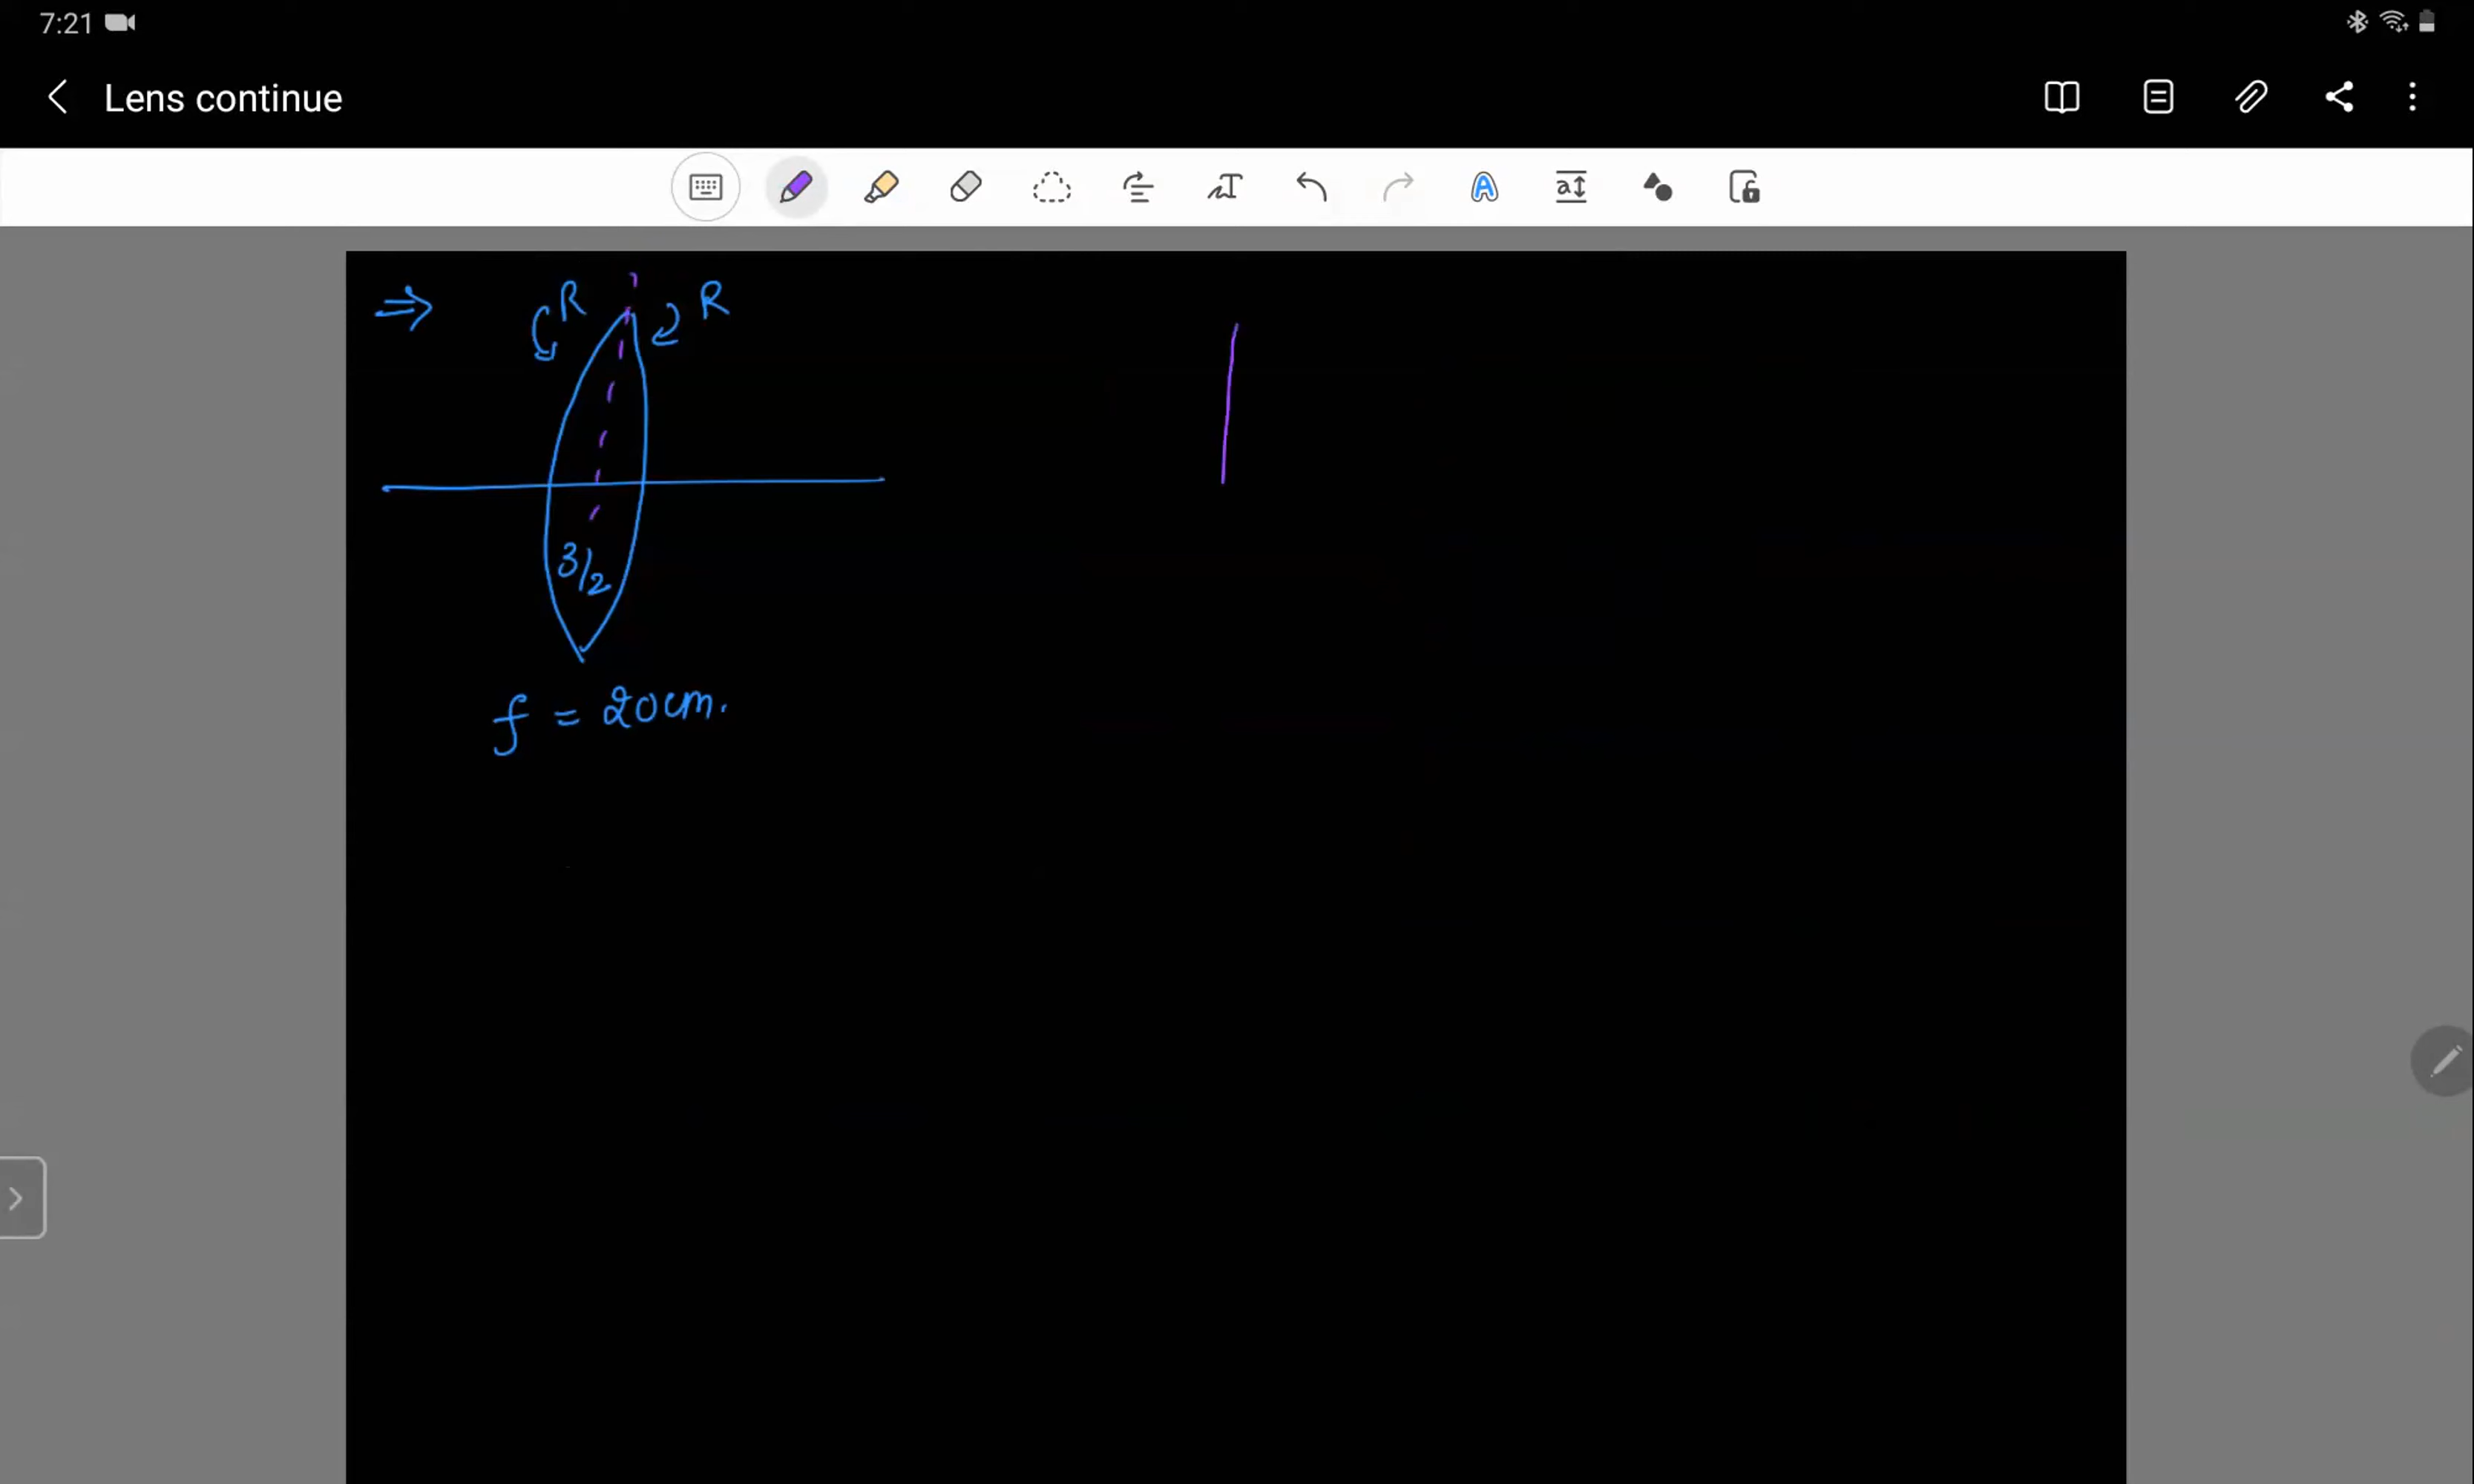 7:21
Lens continue
⇒ R R
3/2
f = 20cm.